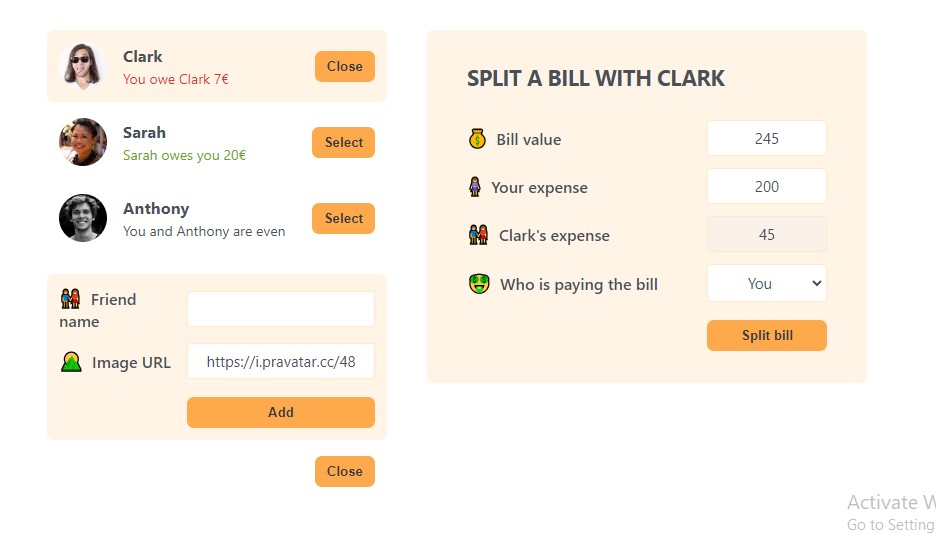 Clark
You owe Clark 7€
Close
Sarah
Sarah owes you 20€
Select
Anthony
You and Anthony are even
Select
Friend
name
Image URL
https://i.pravatar.cc/48
Add
Close
SPLIT A BILL WITH CLARK
Bill value
245
Your expense
200
Clark's expense
45
Who is paying the bill
You
Split bill
Activate W
Go to Setting